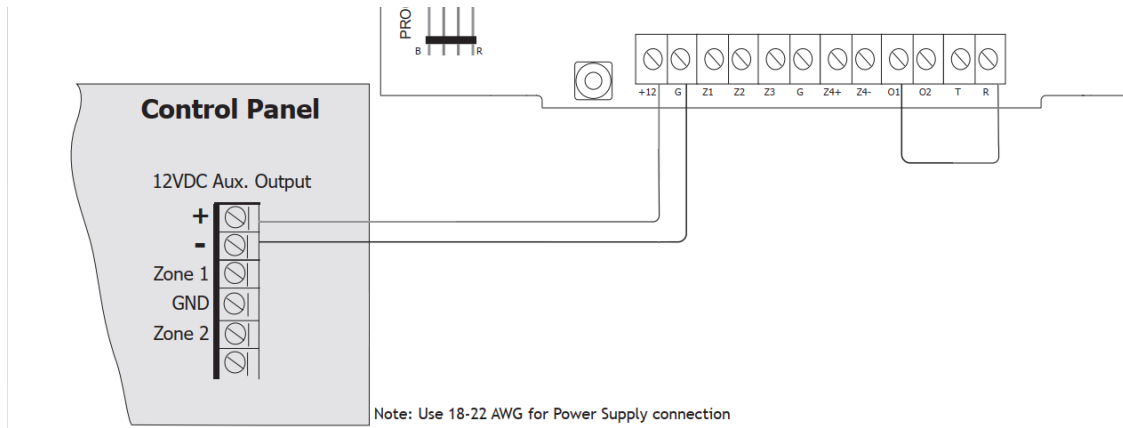 PRO
B R
+12 G Z1 Z2 Z3 G Z4+ Z4- O1 O2 T R
Control Panel
12VDC Aux. Output
+
-
Zone 1
GND
Zone 2
Note: Use 18-22 AWG for Power Supply connection